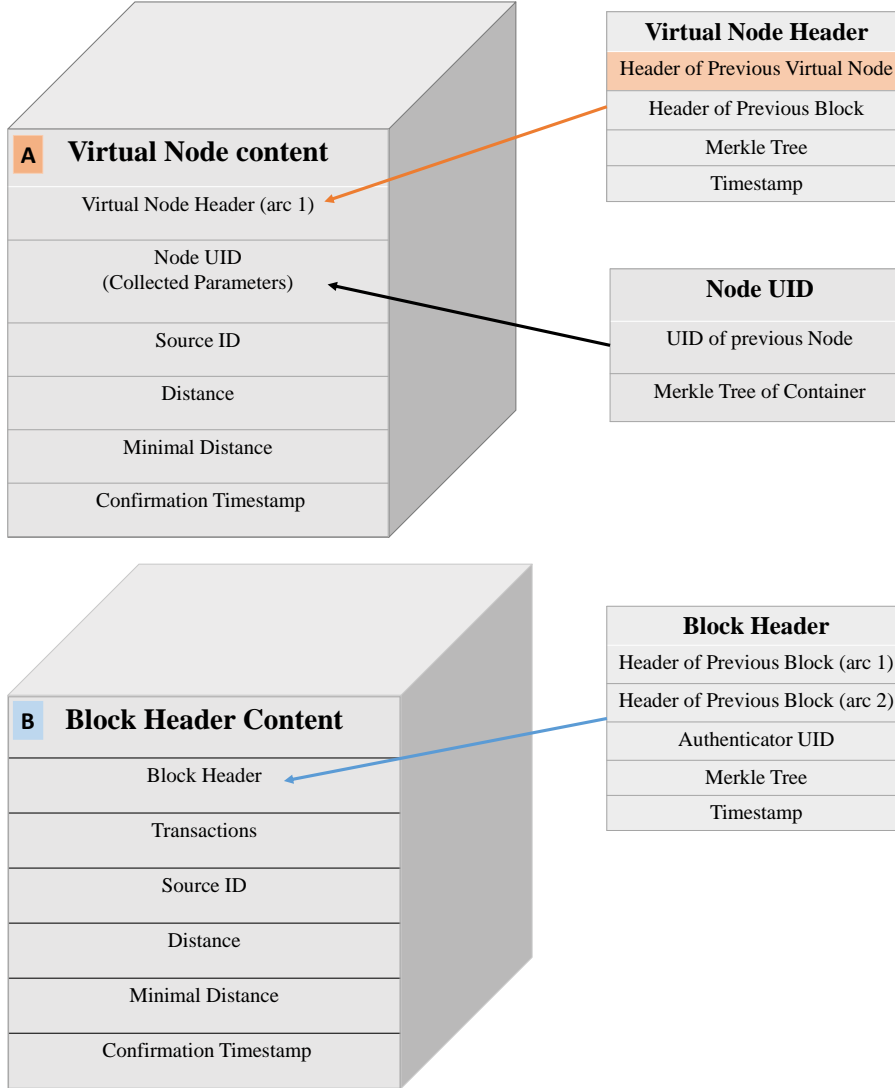 A
Virtual Node content
Virtual Node Header (arc 1)
Node UID
(Collected Parameters)
Source ID
Distance
Minimal Distance
Confirmation Timestamp
Virtual Node Header
Header of Previous Virtual Node
Header of Previous Block
Merkle Tree
Timestamp
Node UID
UID of previous Node
Merkle Tree of Container
B
Block Header Content
Block Header
Transactions
Source ID
Distance
Minimal Distance
Confirmation Timestamp
Block Header
Header of Previous Block (arc 1)
Header of Previous Block (arc 2)
Authenticator UID
Merkle Tree
Timestamp